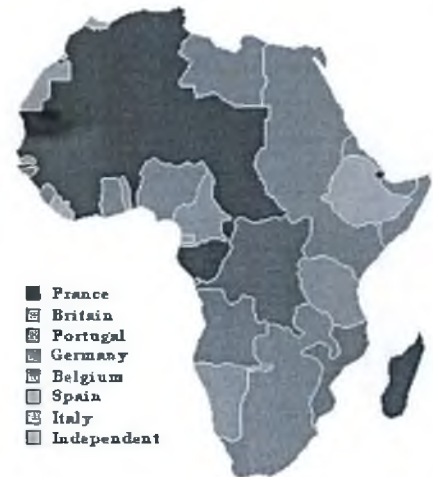 France
Britain
Portugal
Germany
Belgium
Spain
Italy
Independent